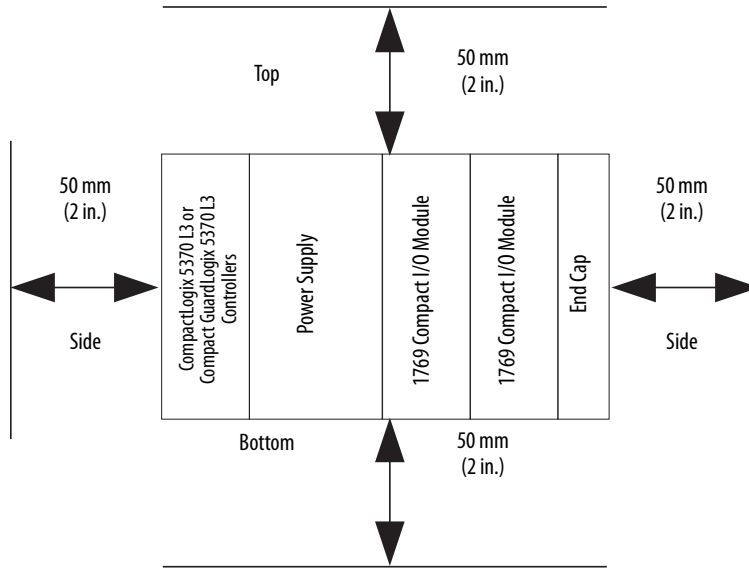 Top
50 mm
(2 in.)
50 mm
(2 in.)
Side
CompactLogix 5370 L3 or
Compact GuardLogix 5370 L3
Controllers
Power Supply
1769 Compact I/O Module
1769 Compact I/O Module
End Cap
50 mm
(2 in.)
Side
Bottom
50 mm
(2 in.)